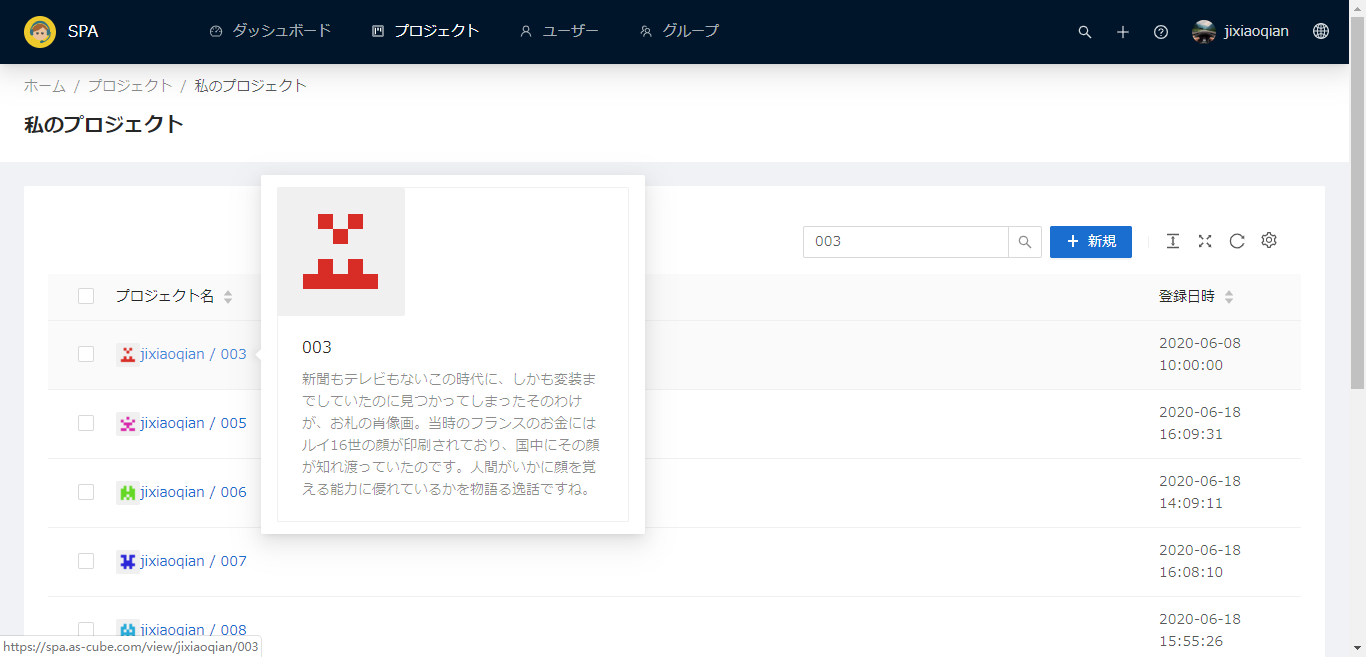 SPA
ダッシュボード
プロジェクト
ユーザー
グループ
jixiaoqian
ホーム / プロジェクト / 私のプロジェクト
私のプロジェクト
003
新規
プロジェクト名
登録日時
jixiaoqian / 003
2020-06-08
10:00:00
003
新聞もテレビもないこの時代に、しかも変装ま
でしていたのに見つかってしまったそのわけ
が、お札の肖像画。当時のフランスのお金には
ルイ16世の顔が印刷されており、国中にその顔
が知れ渡っていたのです。人間がいかに顔を覚
える能力に優れているかを物語る逸話ですね。
jixiaoqian / 005
2020-06-18
16:09:31
jixiaoqian / 006
2020-06-18
14:09:11
jixiaoqian / 007
2020-06-18
16:08:10
jixiaoqian / 008
2020-06-18
15:55:26
https://spa.as-cube.com/view/jixiaoqian/003